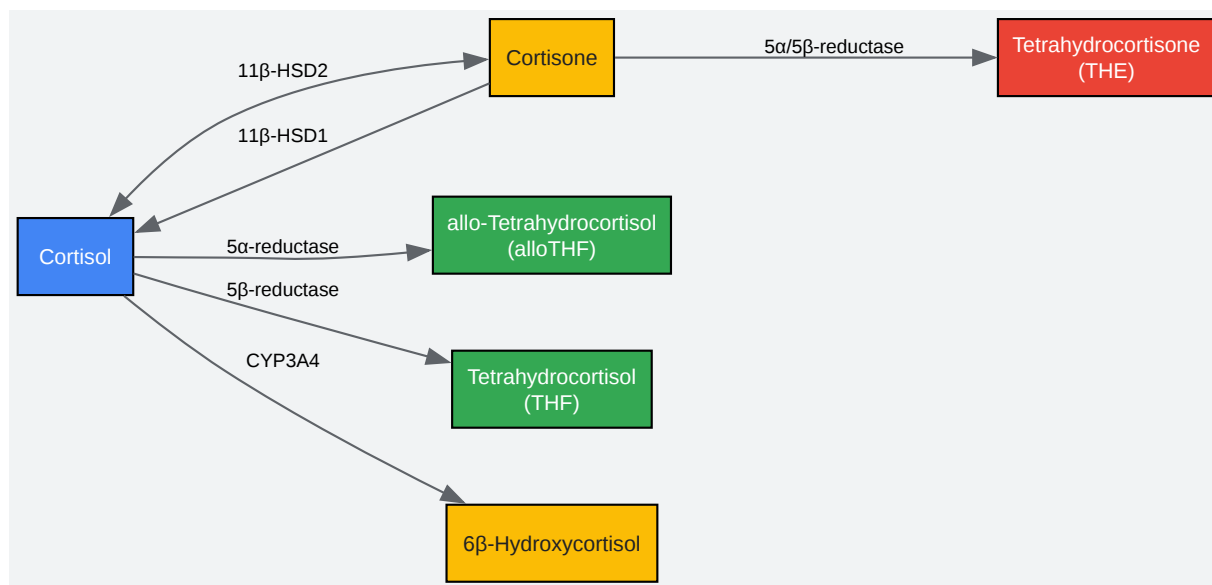 Cortisone
5α/5β-reductase
Tetrahydrocortisone
(THE)
11β-HSD2
11β-HSD1
allo-Tetrahydrocortisol
(alloTHF)
Cortisol
5α-reductase
5β-reductase
CYP3A4
Tetrahydrocortisol
(THF)
6β-Hydroxycortisol